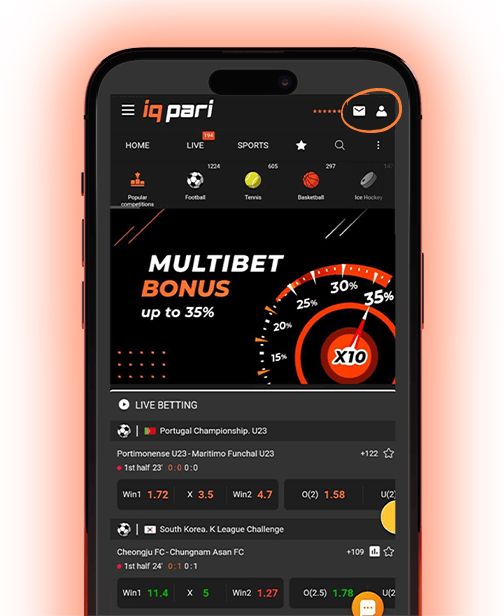 iq pari
******
194
HOME LIVE SPORTS
1224 605 297 547
Popular competitions Football Tennis Basketball Ice Hockey
MULTIBET
BONUS
up to 35%
15% 20% 25% 30% 35%
X10
LIVE BETTING
Portugal Championship. U23
Portimonense U23 - Maritimo Funchal U23 +122
1st half 23' 0:0 0:0
Win1 1.72 X 3.5 Win2 4.7 O(2) 1.58 U(2)
South Korea. K League Challenge
Cheongju FC - Chungnam Asan FC +109
1st half 24' 0:1 0:1
Win1 11.4 X 5 Win2 1.27 O(2.5) 1.78 U(2